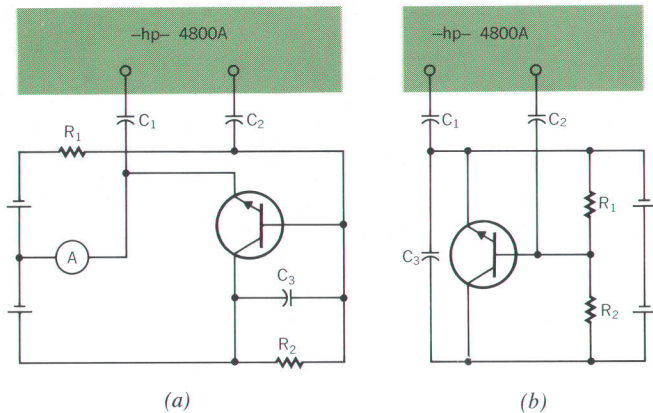 –hp– 4800A
C₁
C₂
R₁
A
C₃
R₂
(a)
–hp– 4800A
C₁
C₂
R₁
C₃
R₂
(b)